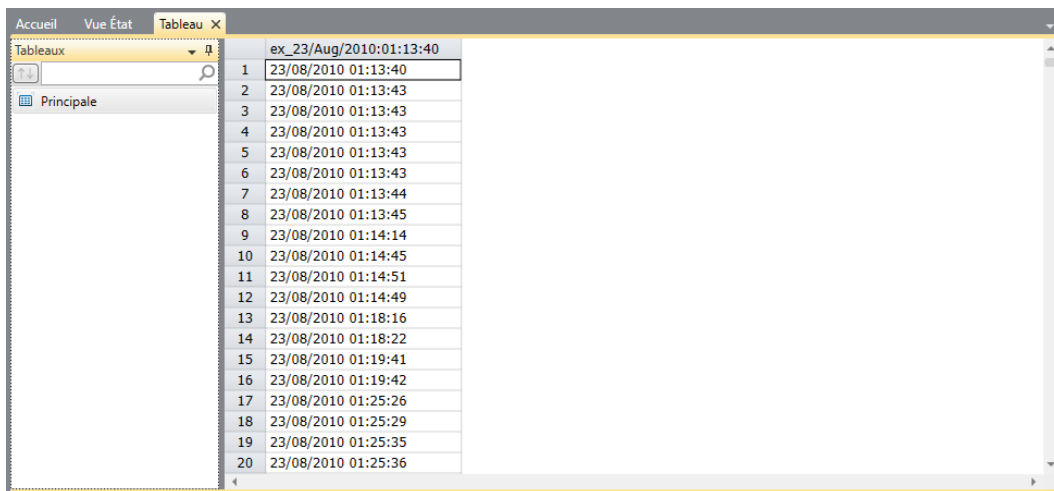 Accueil Vue État Tableau
Tableaux
Principale
ex_23/Aug/2010:01:13:40
1 23/08/2010 01:13:40
2 23/08/2010 01:13:43
3 23/08/2010 01:13:43
4 23/08/2010 01:13:43
5 23/08/2010 01:13:43
6 23/08/2010 01:13:43
7 23/08/2010 01:13:44
8 23/08/2010 01:13:45
9 23/08/2010 01:14:14
10 23/08/2010 01:14:45
11 23/08/2010 01:14:51
12 23/08/2010 01:14:49
13 23/08/2010 01:18:16
14 23/08/2010 01:18:22
15 23/08/2010 01:19:41
16 23/08/2010 01:19:42
17 23/08/2010 01:25:26
18 23/08/2010 01:25:29
19 23/08/2010 01:25:35
20 23/08/2010 01:25:36